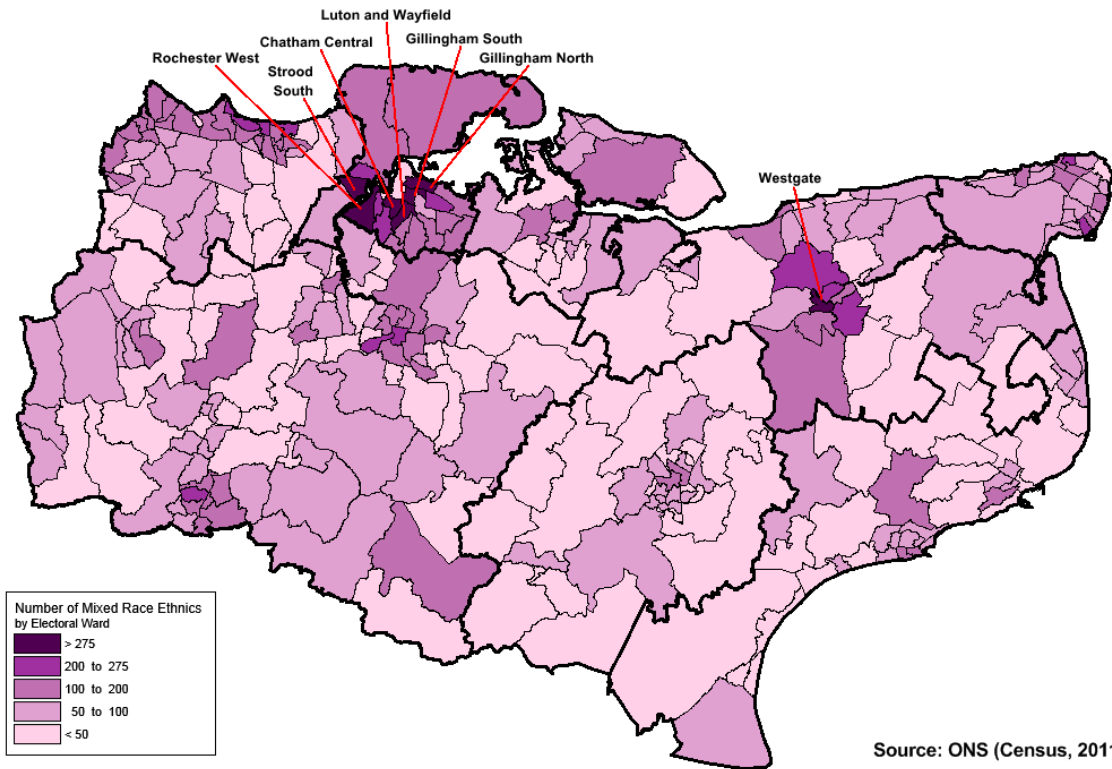 Luton and Wayfield
Chatham Central
Gillingham South
Rochester West
Gillingham North
Strood
South
Westgate
Number of Mixed Race Ethnics
by Electoral Ward
> 275
200 to 275
100 to 200
50 to 100
< 50
Source: ONS (Census, 2011